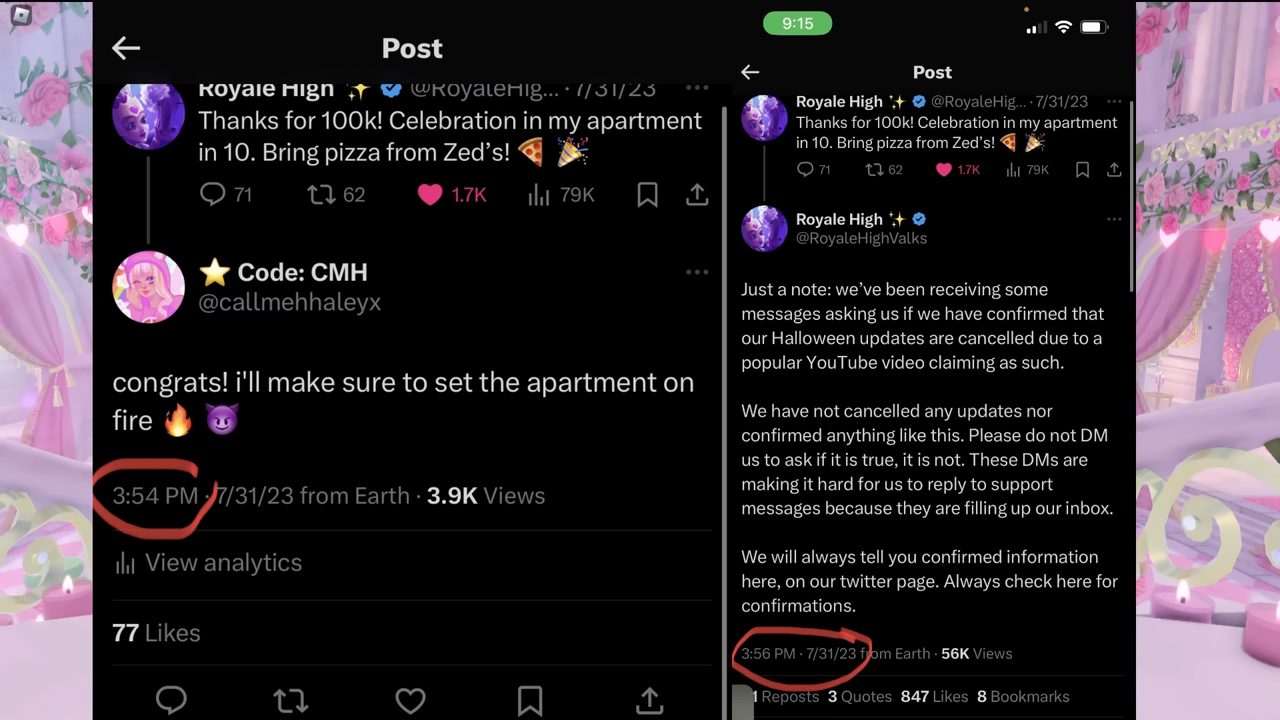 Post
Royale High ✨ @RoyaleHig... · 7/31/23 ···
Thanks for 100k! Celebration in my apartment
in 10. Bring pizza from Zed’s! 🍕 🎉
71 62 1.7K 79K
⭐ Code: CMH ···
@callmehhaleyx
congrats! i'll make sure to set the apartment on
fire 🔥 😈
3:54 PM · 7/31/23 from Earth · 3.9K Views
View analytics
77 Likes
9:15
Post
Royale High ✨ @RoyaleHig... · 7/31/23 ···
Thanks for 100k! Celebration in my apartment
in 10. Bring pizza from Zed’s! 🍕 🎉
71 62 1.7K 79K
Royale High ✨ ···
@RoyaleHighValks
Just a note: we’ve been receiving some
messages asking us if we have confirmed that
our Halloween updates are cancelled due to a
popular YouTube video claiming as such.
We have not cancelled any updates nor
confirmed anything like this. Please do not DM
us to ask if it is true, it is not. These DMs are
making it hard for us to reply to support
messages because they are filling up our inbox.
We will always tell you confirmed information
here, on our twitter page. Always check here for
confirmations.
3:56 PM · 7/31/23 from Earth · 56K Views
Reposts 3 Quotes 847 Likes 8 Bookmarks